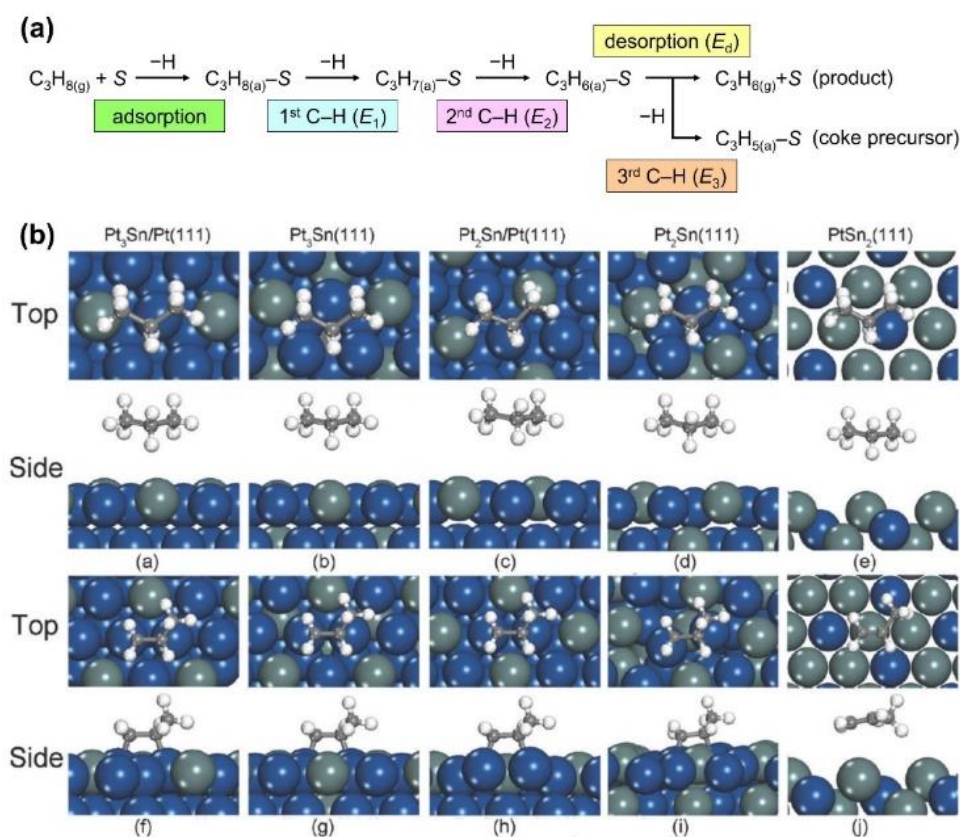 (a)
desorption (E_d)
C₃H₈₍g₎ + S –H C₃H₈₍a₎–S –H C₃H₇₍a₎–S –H C₃H₆₍a₎–S C₃H₆₍g₎+S (product)
adsorption 1ˢᵗ C–H (E₁) 2ⁿᵈ C–H (E₂) –H C₃H₅₍a₎–S (coke precursor)
3ʳᵈ C–H (E₃)
(b)
Pt₃Sn/Pt(111) Pt₃Sn(111) Pt₂Sn/Pt(111) Pt₂Sn(111) PtSn₂(111)
Top
Side
(a) (b) (c) (d) (e)
Top
Side
(f) (g) (h) (i) (j)